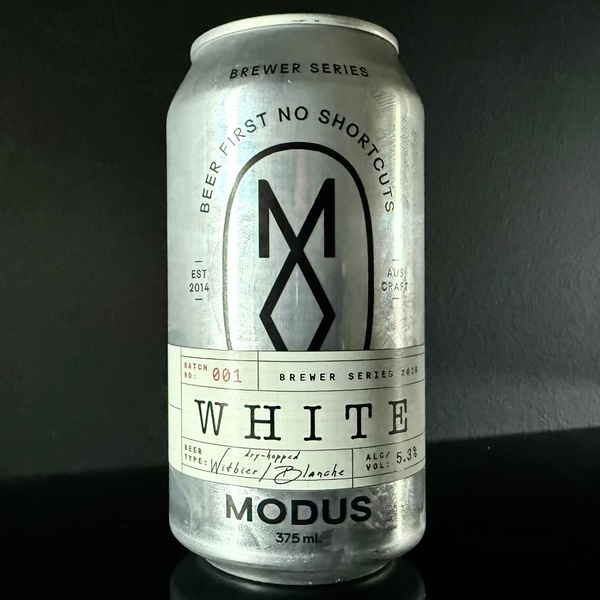 BREWER SERIES
BEER FIRST NO SHORTCUTS
M
EST
2014
AUS
CRAFT
BATCH
NO: 001
BREWER SERIES
WHITE
BEER
TYPE: dry-hopped
Witbier / Blanche
ALC/
VOL: 5.3%
MODUS
375 mL